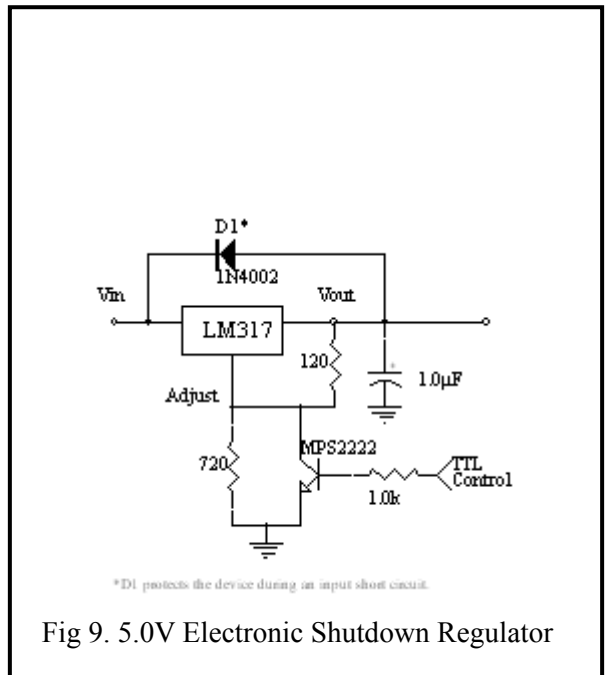 D1*
1N4002
Vin
Vout
LM317
120
1.0µF
Adjust
MPS2222
720
TTL
Control
1.0k
*D1 protects the device during an input short circuit.
Fig 9. 5.0V Electronic Shutdown Regulator